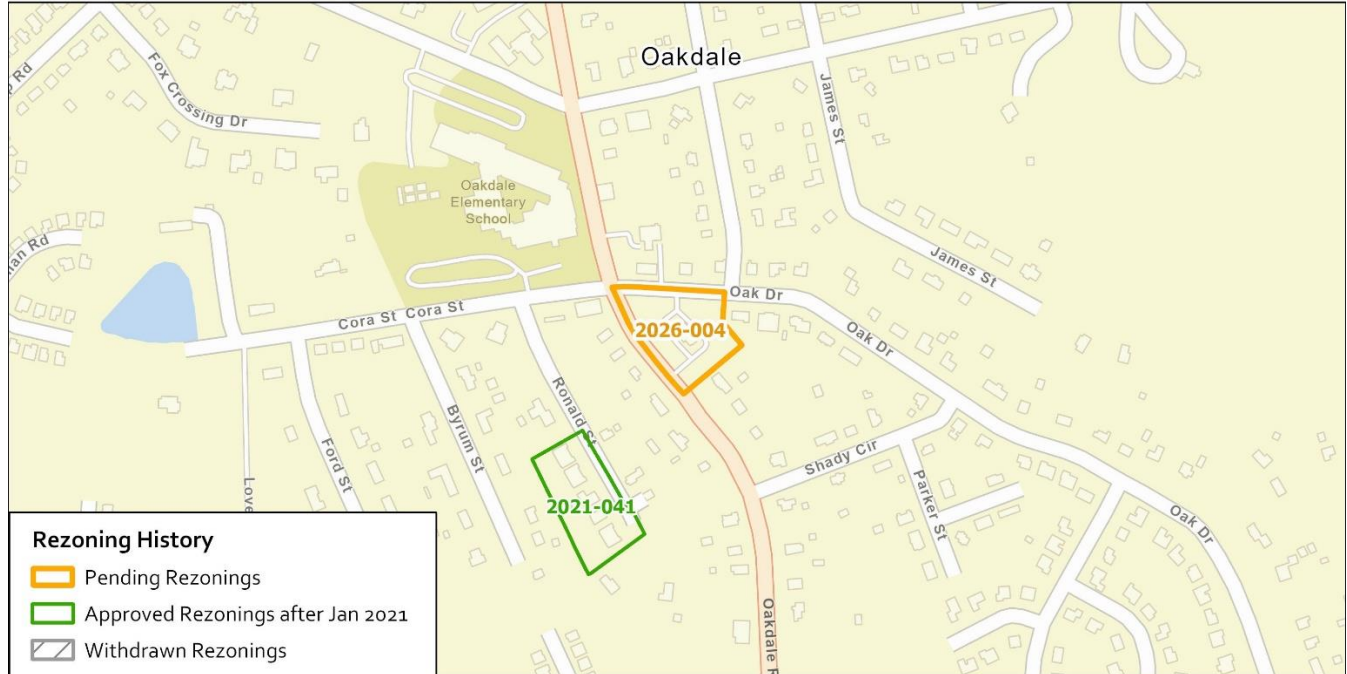 Oakdale
Rd
Fox Crossing Dr
James St
Oakdale
Elementary
School
James St
Oak Dr
Oak Dr
Cora St
Cora St
2026-004
Ronald St
Byrum St
Ford St
Shady Cir
Parker St
Oak Dr
2021-041
Oakdale R
Rezoning History
Pending Rezonings
Approved Rezonings after Jan 2021
Withdrawn Rezonings